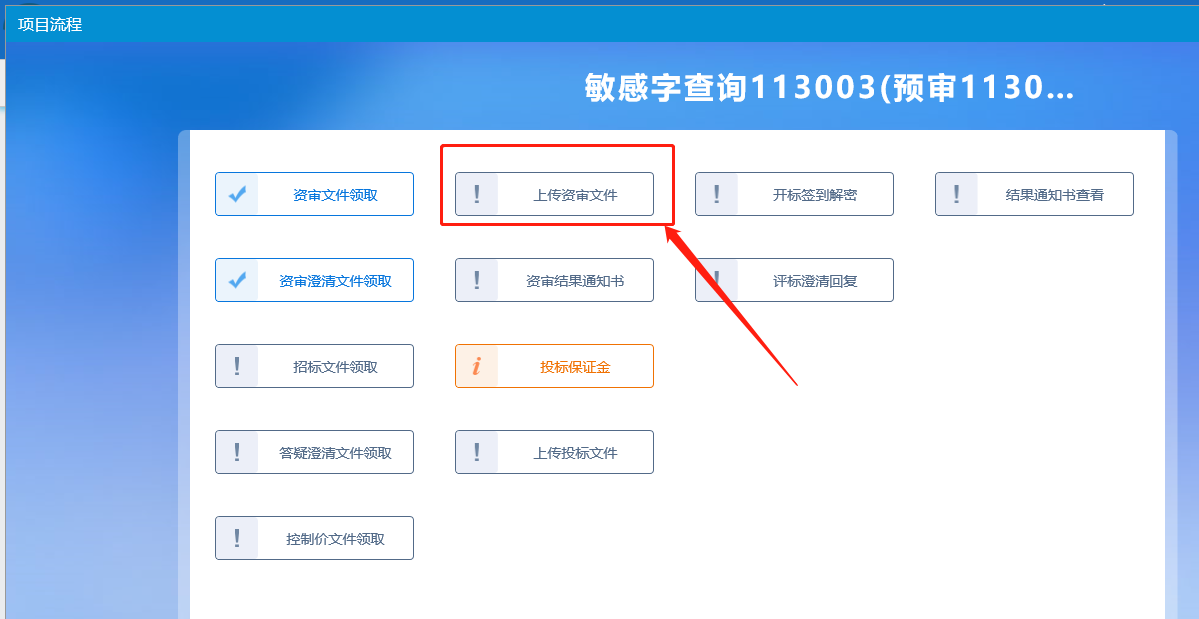 项目流程
敏感字查询113003(预审1130...
资审文件领取
上传资审文件
开标签到解密
结果通知书查看
资审澄清文件领取
资审结果通知书
评标澄清回复
招标文件领取
投标保证金
答疑澄清文件领取
上传投标文件
控制价文件领取